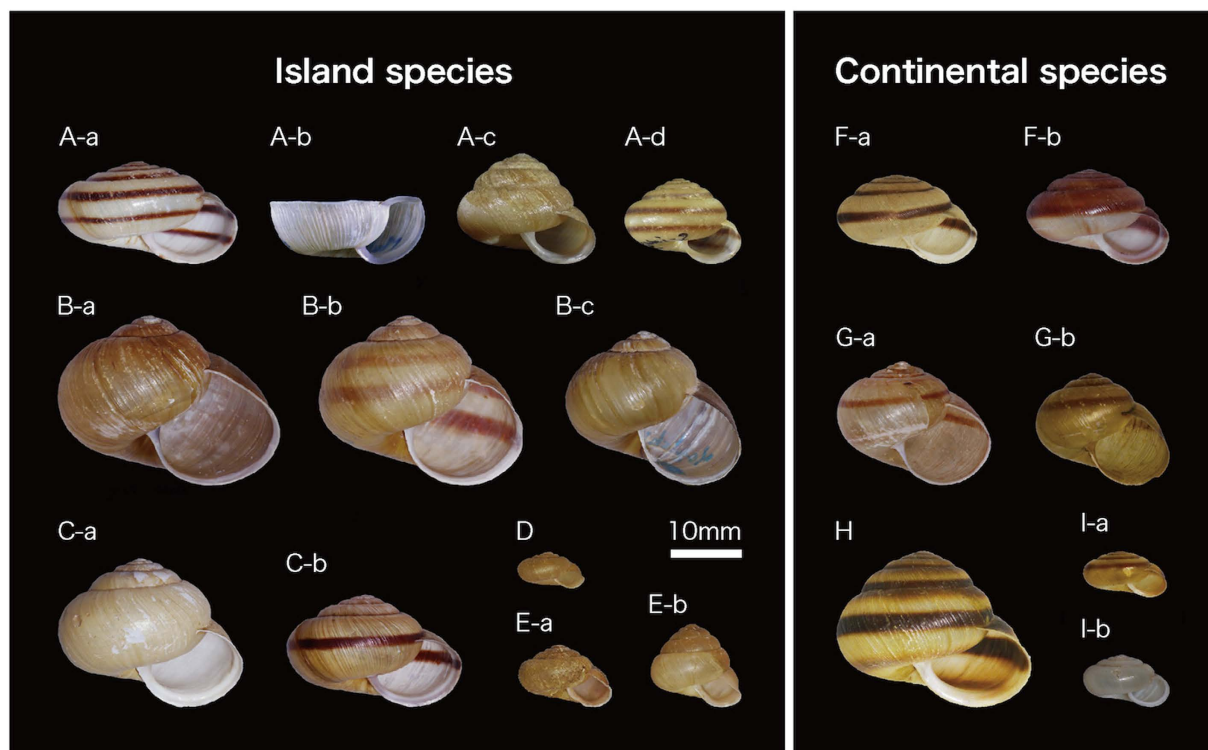 Island species
A-a
A-b
A-c
A-d
B-a
B-b
B-c
C-a
C-b
D
10mm
E-a
E-b
Continental species
F-a
F-b
G-a
G-b
H
I-a
I-b